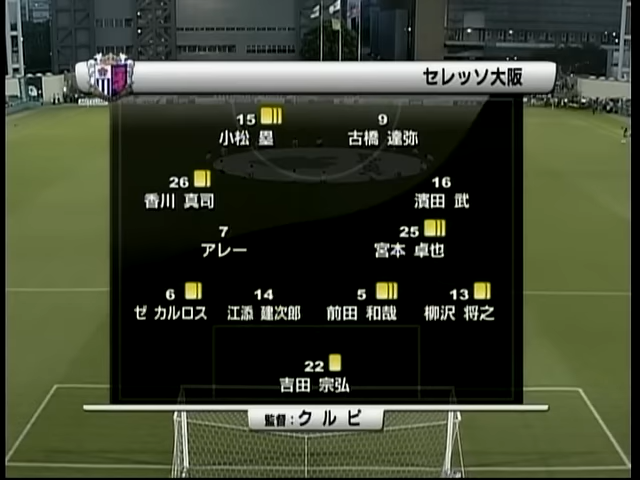 セレッソ大阪
15 9
小松 塁 古橋 達弥
26 16
香川 真司 濱田 武
7 25
アレー 宮本 卓也
6 14 5 13
ゼ カルロス 江添 建次郎 前田 和哉 柳沢 将之
22
吉田 宗弘
監督:クルピ